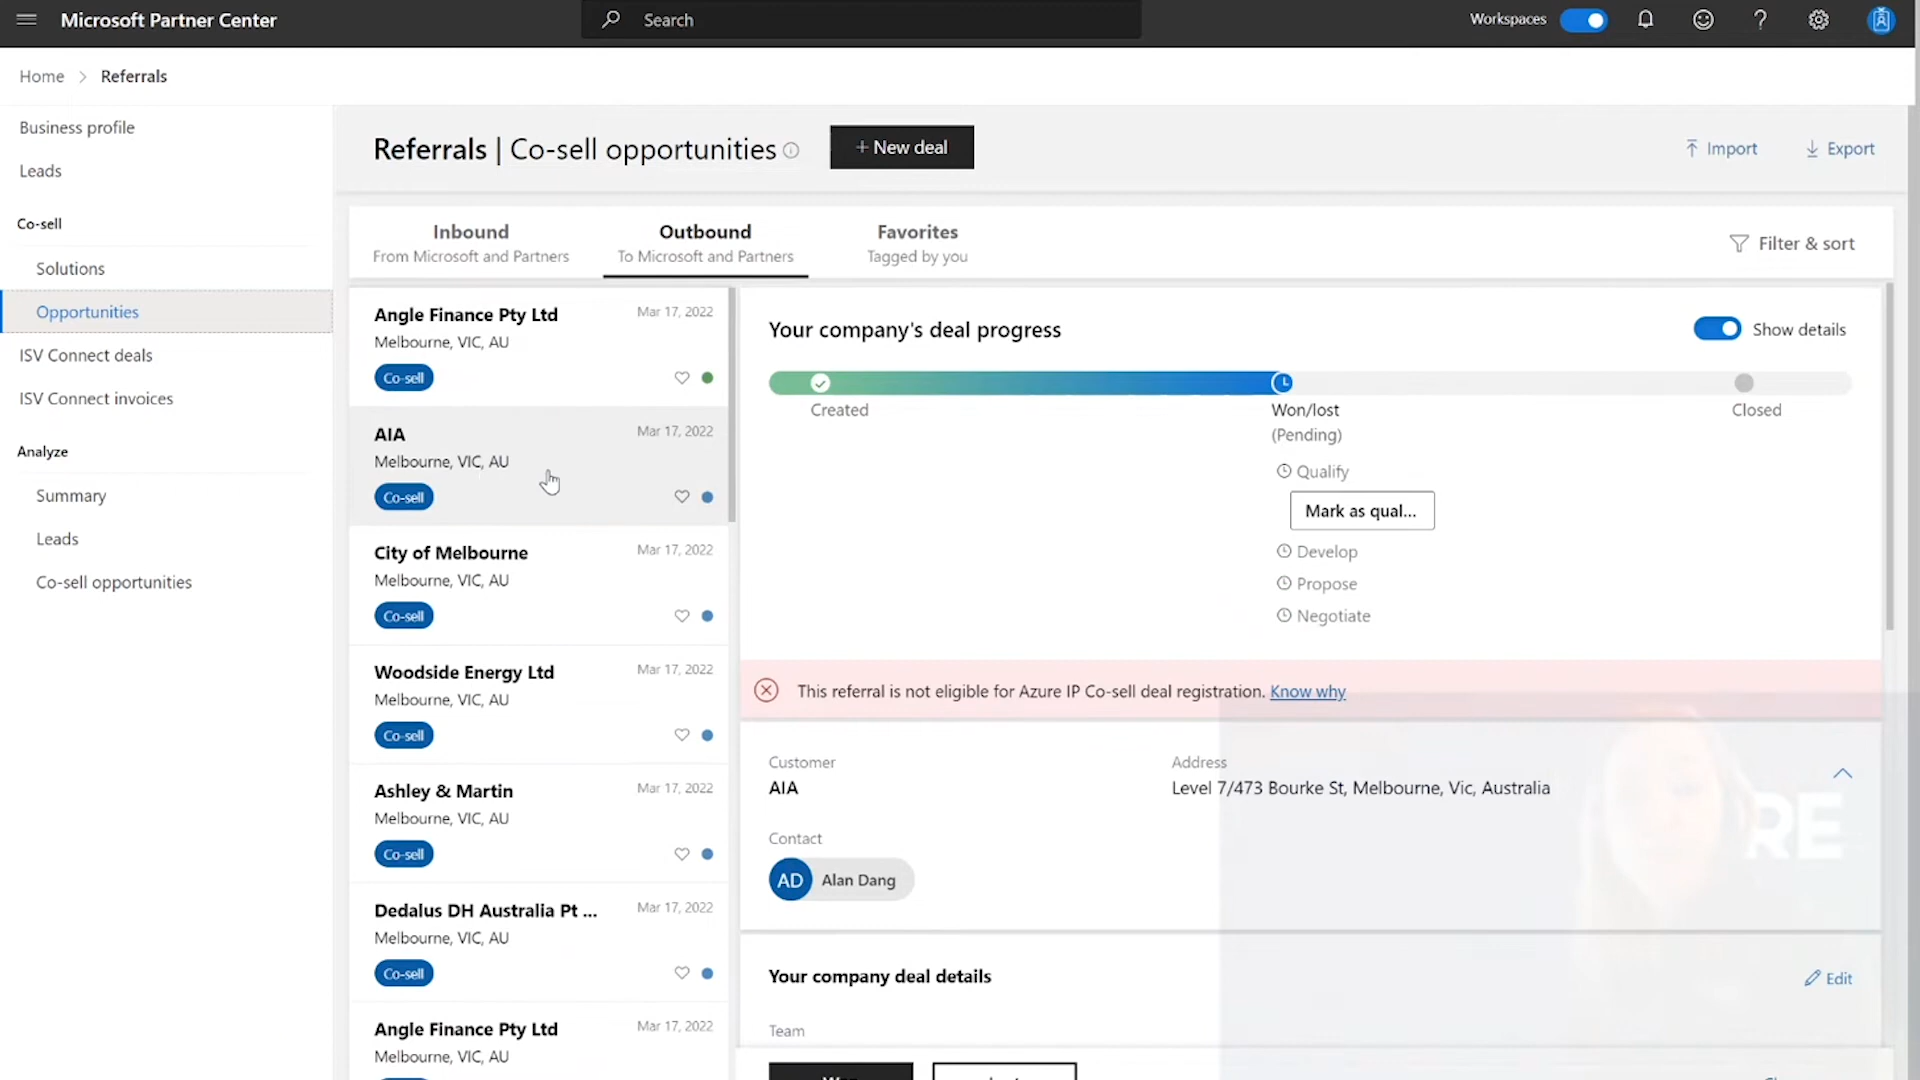 Microsoft Partner Center
Search
Workspaces
Home > Referrals
Business profile
Leads
Co-sell
Solutions
Opportunities
ISV Connect deals
ISV Connect invoices
Analyze
Summary
Leads
Co-sell opportunities
Referrals | Co-sell opportunities
+ New deal
Import
Export
Inbound
From Microsoft and Partners
Outbound
To Microsoft and Partners
Favorites
Tagged by you
Filter & sort
Angle Finance Pty Ltd
Mar 17, 2022
Melbourne, VIC, AU
Co-sell
AIA
Mar 17, 2022
Melbourne, VIC, AU
Co-sell
City of Melbourne
Mar 17, 2022
Melbourne, VIC, AU
Co-sell
Woodside Energy Ltd
Mar 17, 2022
Melbourne, VIC, AU
Co-sell
Ashley & Martin
Mar 17, 2022
Melbourne, VIC, AU
Co-sell
Dedalus DH Australia Pt ...
Mar 17, 2022
Melbourne, VIC, AU
Co-sell
Angle Finance Pty Ltd
Mar 17, 2022
Melbourne, VIC, AU
Your company's deal progress
Show details
Created
Won/lost
(Pending)
Closed
Qualify
Mark as qual...
Develop
Propose
Negotiate
This referral is not eligible for Azure IP Co-sell deal registration. Know why
Customer
AIA
Address
Level 7/473 Bourke St, Melbourne, Vic, Australia
Contact
AD Alan Dang
RE
Your company deal details
Edit
Team